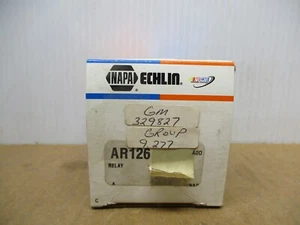 NAPA ECHLIN
GM
329827
GROUP
9.277
AR126
RELAY
C